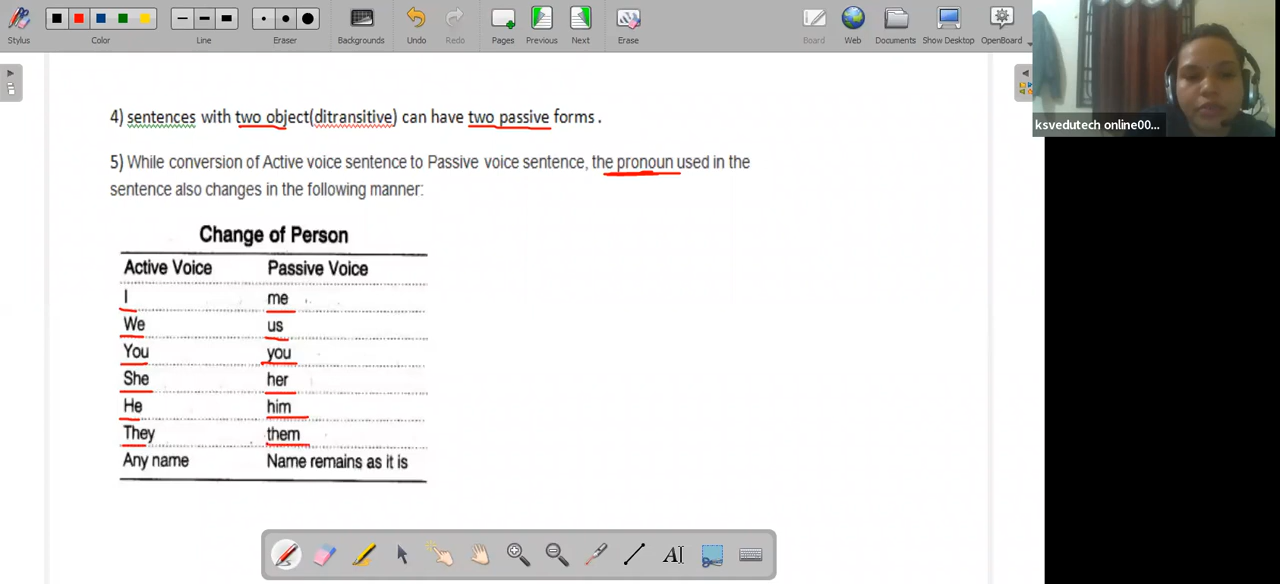 Stylus
Color
Line
Eraser
Backgrounds
Undo
Redo
Pages
Previous
Next
Erase
Board
Web
Documents
Show Desktop
OpenBoard
ksvedutech online00...
4) sentences with two object(ditransitive) can have two passive forms .
5) While conversion of Active voice sentence to Passive voice sentence, the pronoun used in the
sentence also changes in the following manner:
Change of Person
Active Voice Passive Voice
I me
We us
You you
She her
He him
They them
Any name Name remains as it is
AI